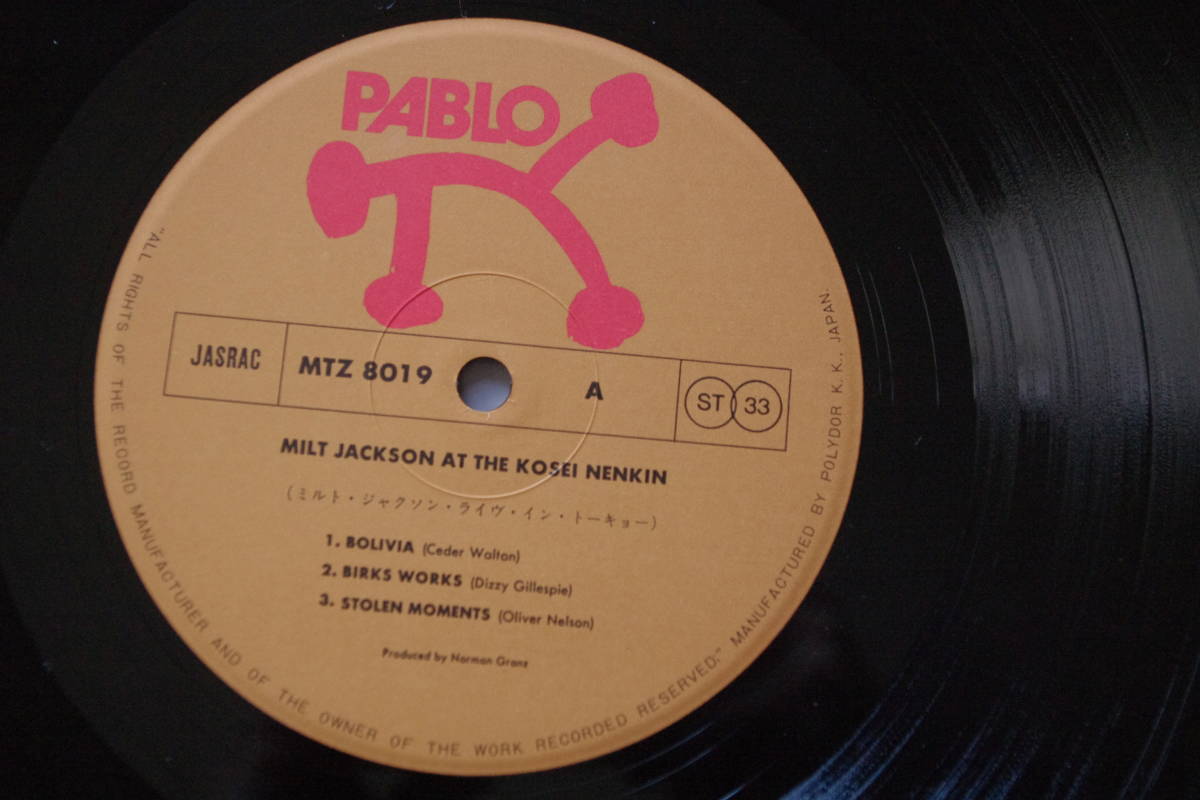 PABLO
JASRAC
MTZ 8019
A
ST 33
MILT JACKSON AT THE KOSEI NENKIN
(ミルト・ジャクソン・ライヴ・イン・トーキョー)
1. BOLIVIA (Ceder Walton)
2. BIRKS WORKS (Dizzy Gillespie)
3. STOLEN MOMENTS (Oliver Nelson)
Produced by Norman Granz
"ALL RIGHTS OF THE RECORD MANUFACTURER AND OF THE OWNER OF THE WORK RECORDED RESERVED." MANUFACTURED BY POLYDOR K. K., JAPAN.